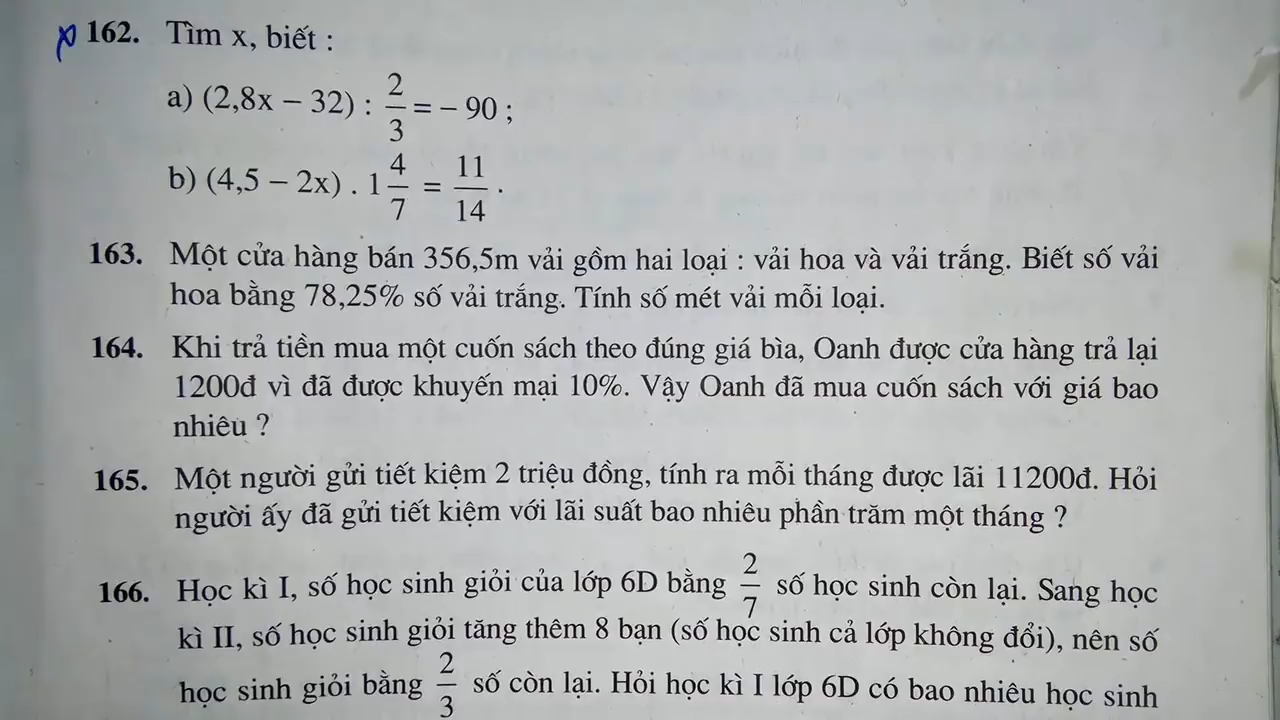 162. Tìm x, biết :
a) (2,8x – 32) : 2/3 = – 90 ;
b) (4,5 – 2x) . 1 4/7 = 11/14 .
163. Một cửa hàng bán 356,5m vải gồm hai loại : vải hoa và vải trắng. Biết số vải
hoa bằng 78,25% số vải trắng. Tính số mét vải mỗi loại.
164. Khi trả tiền mua một cuốn sách theo đúng giá bìa, Oanh được cửa hàng trả lại
1200đ vì đã được khuyến mại 10%. Vậy Oanh đã mua cuốn sách với giá bao
nhiêu ?
165. Một người gửi tiết kiệm 2 triệu đồng, tính ra mỗi tháng được lãi 11200đ. Hỏi
người ấy đã gửi tiết kiệm với lãi suất bao nhiêu phần trăm một tháng ?
166. Học kì I, số học sinh giỏi của lớp 6D bằng 2/7 số học sinh còn lại. Sang học
kì II, số học sinh giỏi tăng thêm 8 bạn (số học sinh cả lớp không đổi), nên số
học sinh giỏi bằng 2/3 số còn lại. Hỏi học kì I lớp 6D có bao nhiêu học sinh